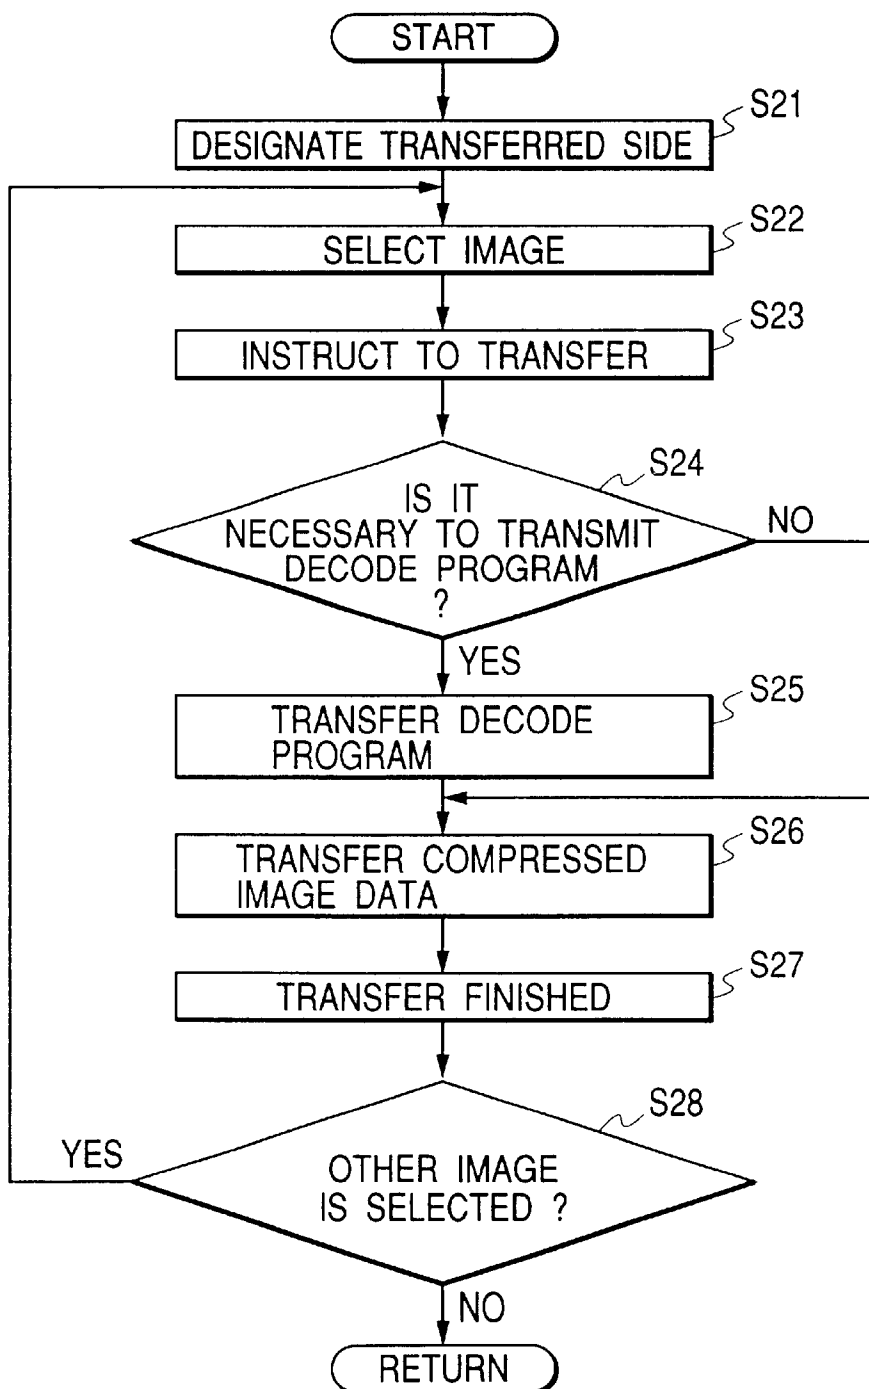 START
S21
DESIGNATE TRANSFERRED SIDE
S22
SELECT IMAGE
S23
INSTRUCT TO TRANSFER
S24
IS IT
NECESSARY TO TRANSMIT
DECODE PROGRAM
?
NO
YES
S25
TRANSFER DECODE
PROGRAM
S26
TRANSFER COMPRESSED
IMAGE DATA
S27
TRANSFER FINISHED
S28
YES
OTHER IMAGE
IS SELECTED ?
NO
RETURN